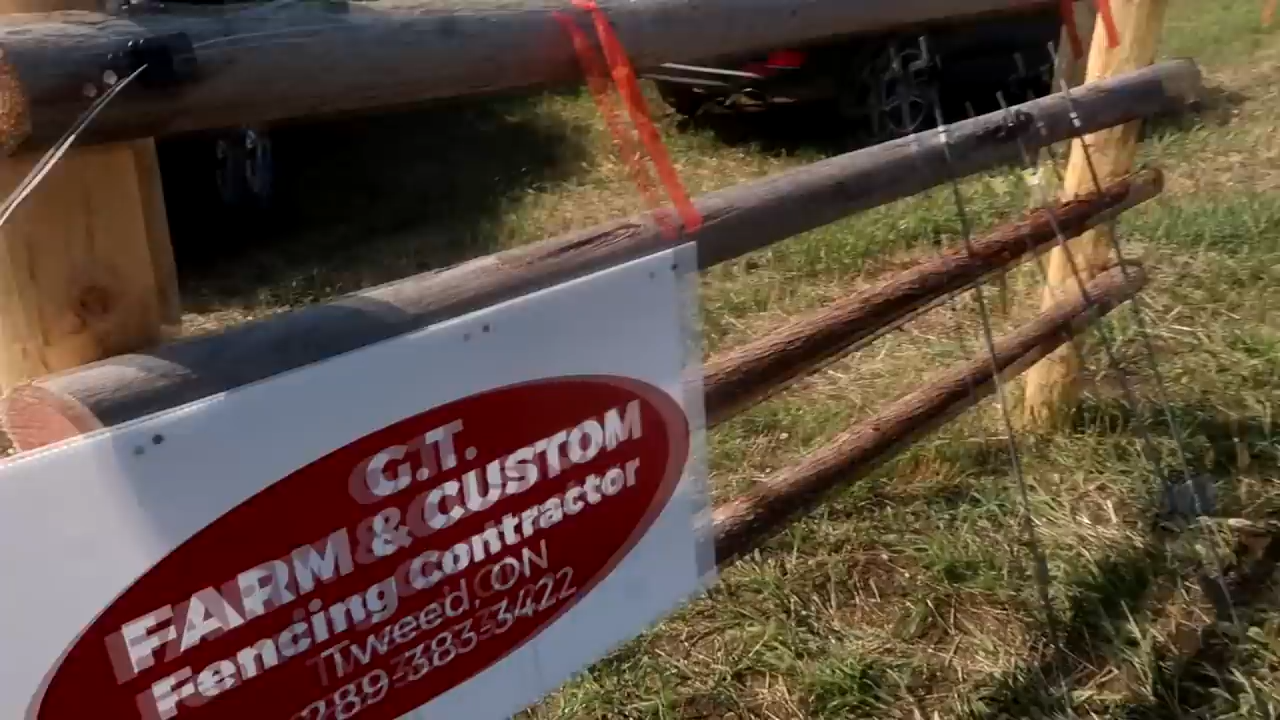 G.T.
FARM & CUSTOM
Fencing Contractor
Tweed, ON
289-383-3422